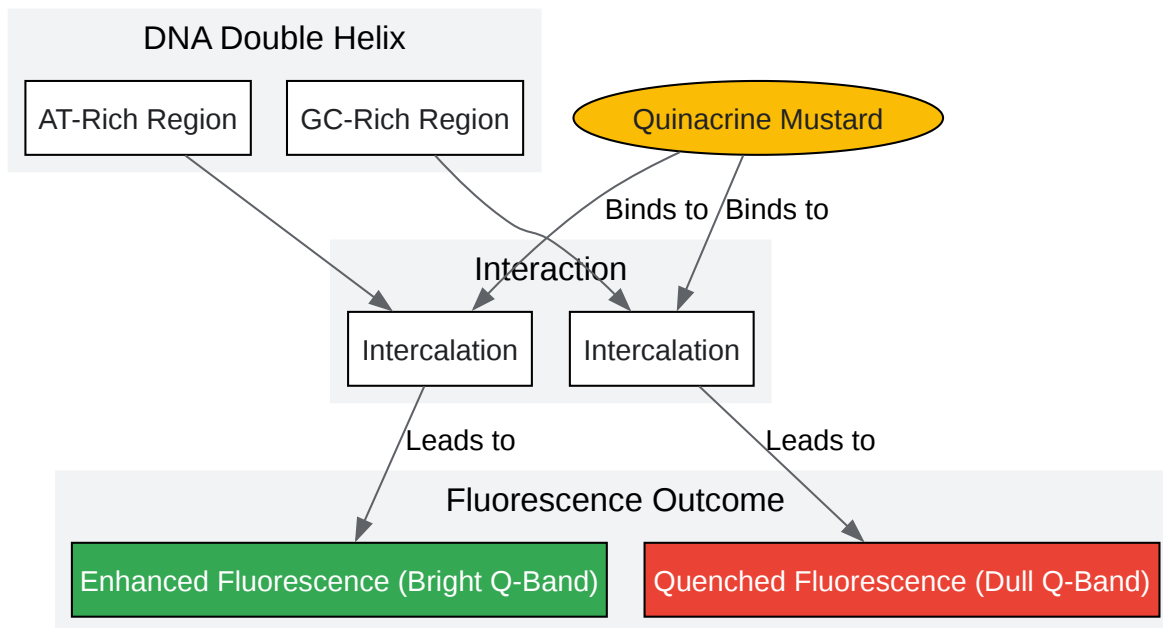 DNA Double Helix
AT-Rich Region
GC-Rich Region
Quinacrine Mustard
Binds to
Binds to
Interaction
Intercalation
Intercalation
Leads to
Leads to
Fluorescence Outcome
Enhanced Fluorescence (Bright Q-Band)
Quenched Fluorescence (Dull Q-Band)